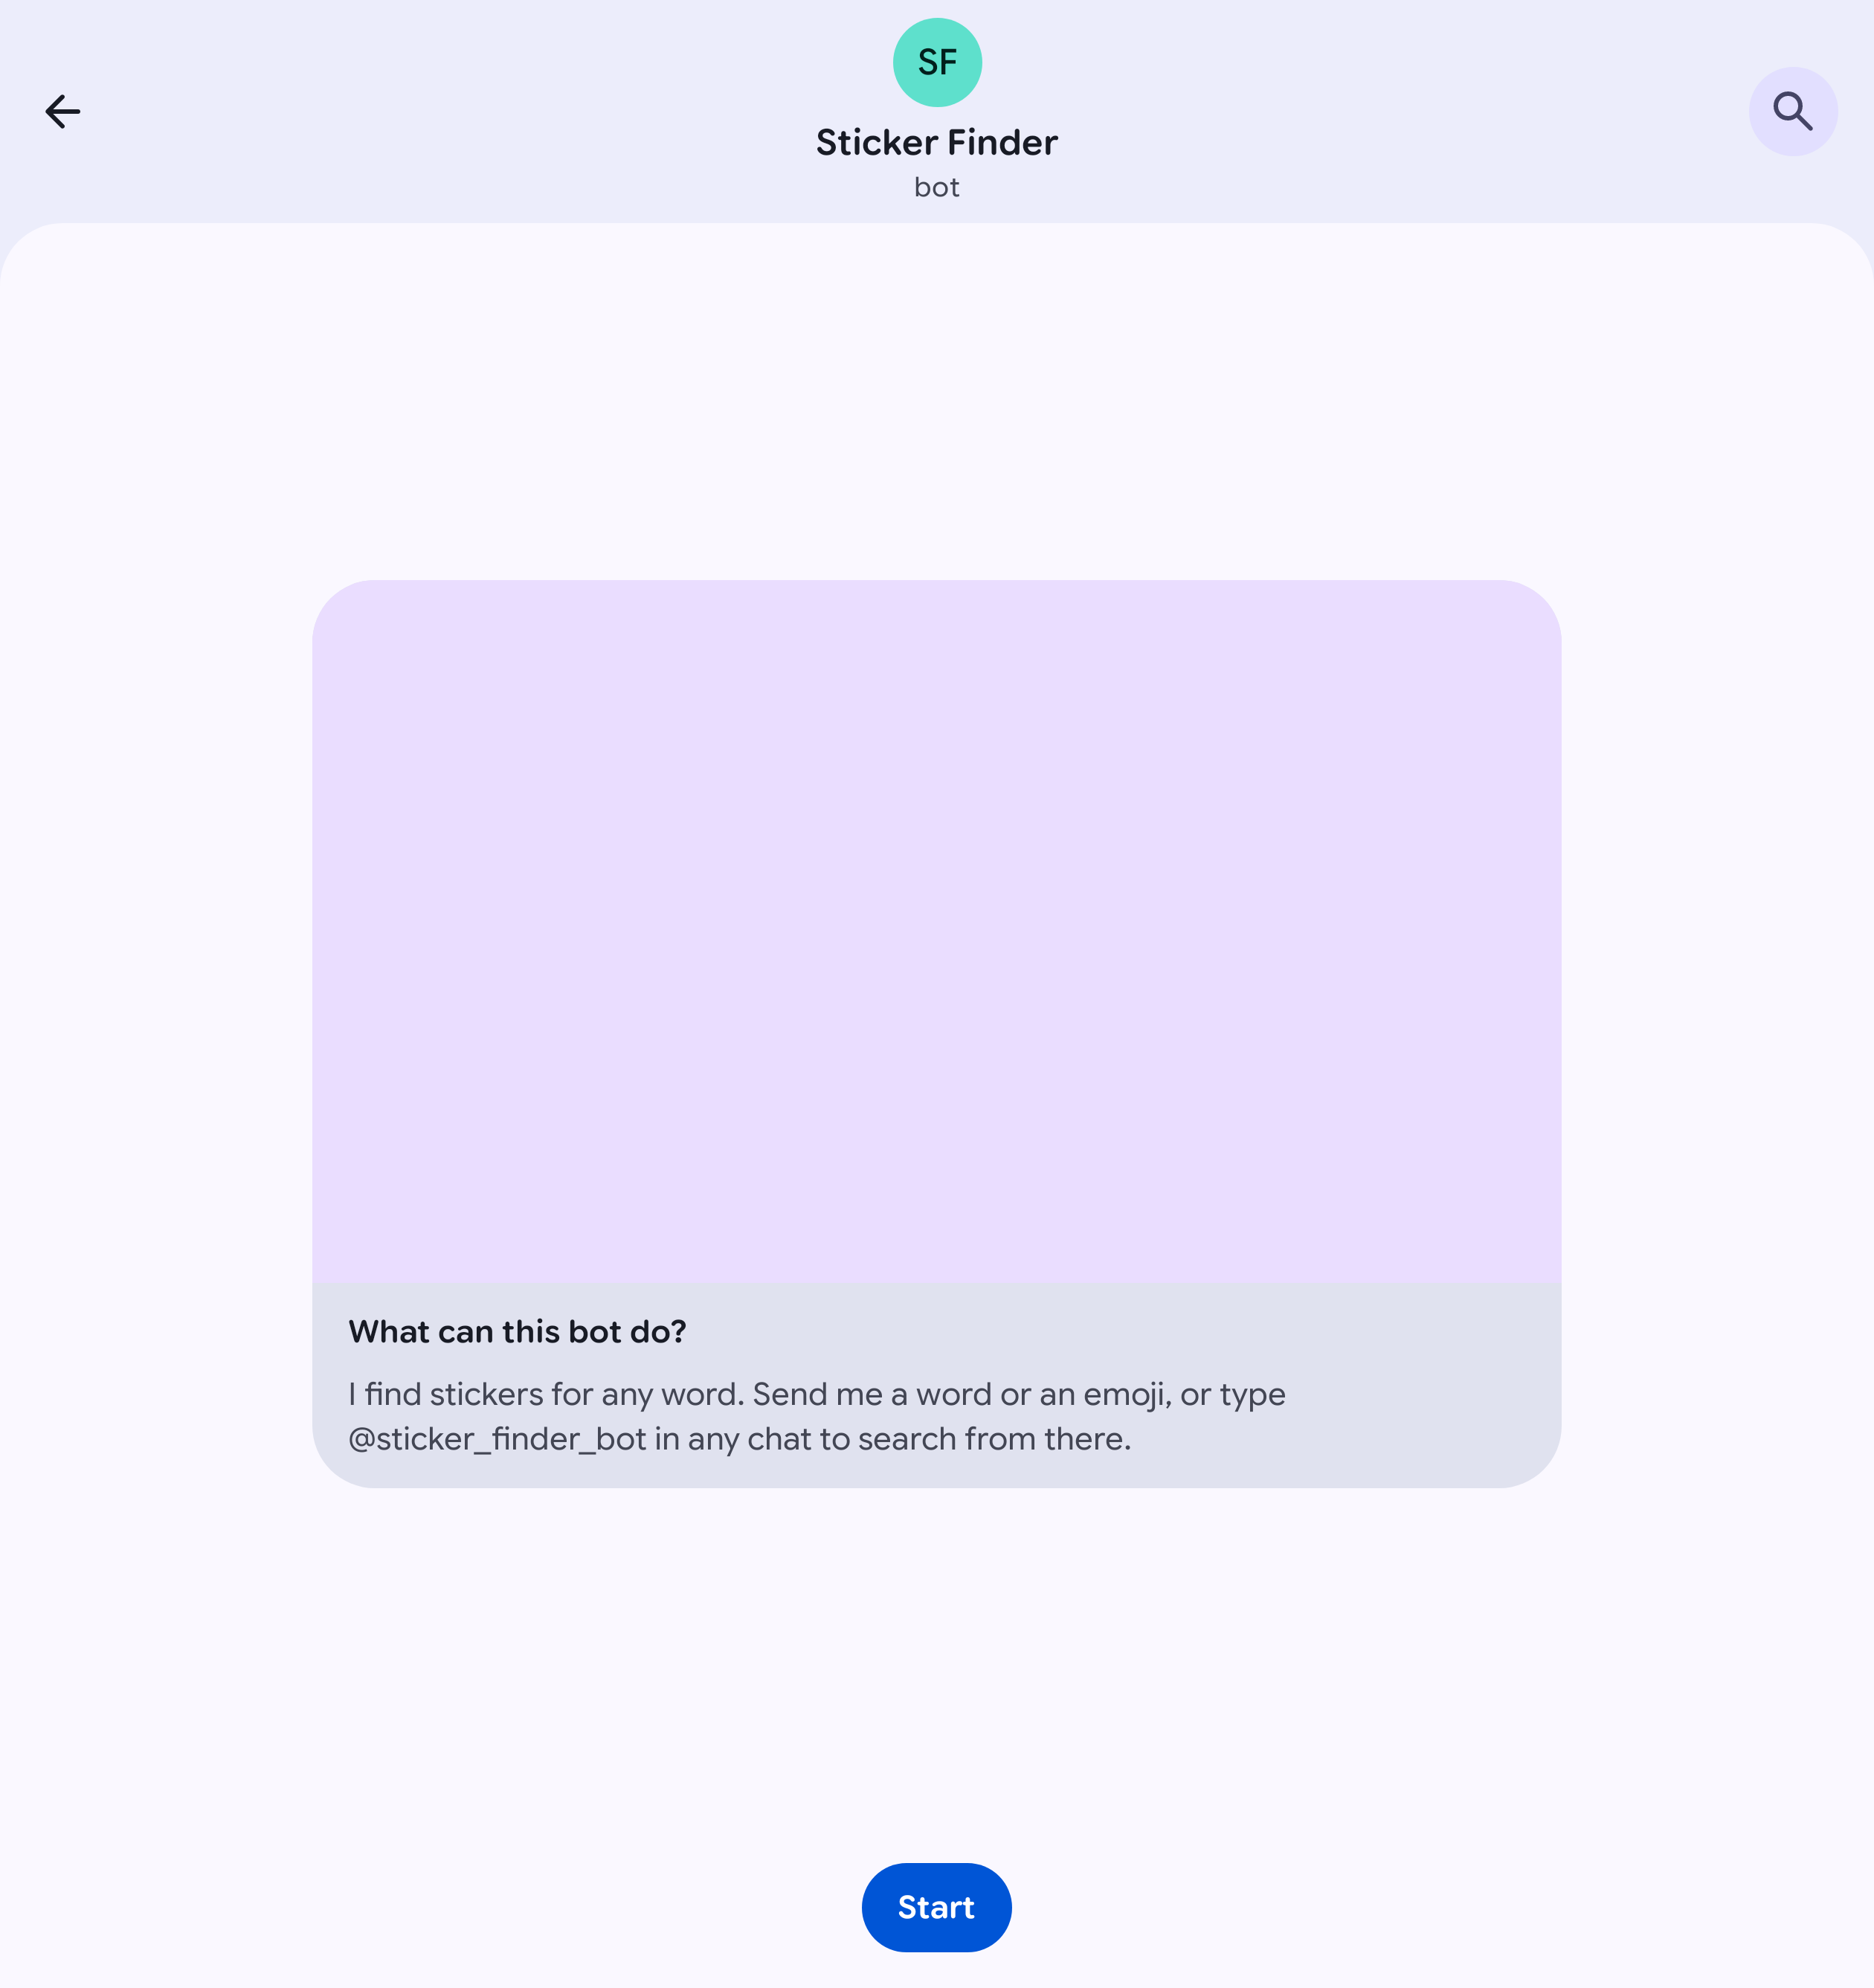 SF
Sticker Finder
bot
What can this bot do?
I find stickers for any word. Send me a word or an emoji, or type
@sticker_finder_bot in any chat to search from there.
Start